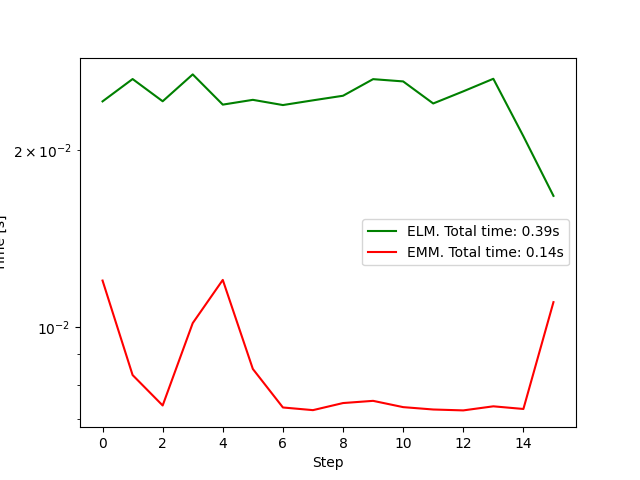 2 × 10⁻²
10⁻²
Time [s]
ELM. Total time: 0.39s
EMM. Total time: 0.14s
0 2 4 6 8 10 12 14
Step